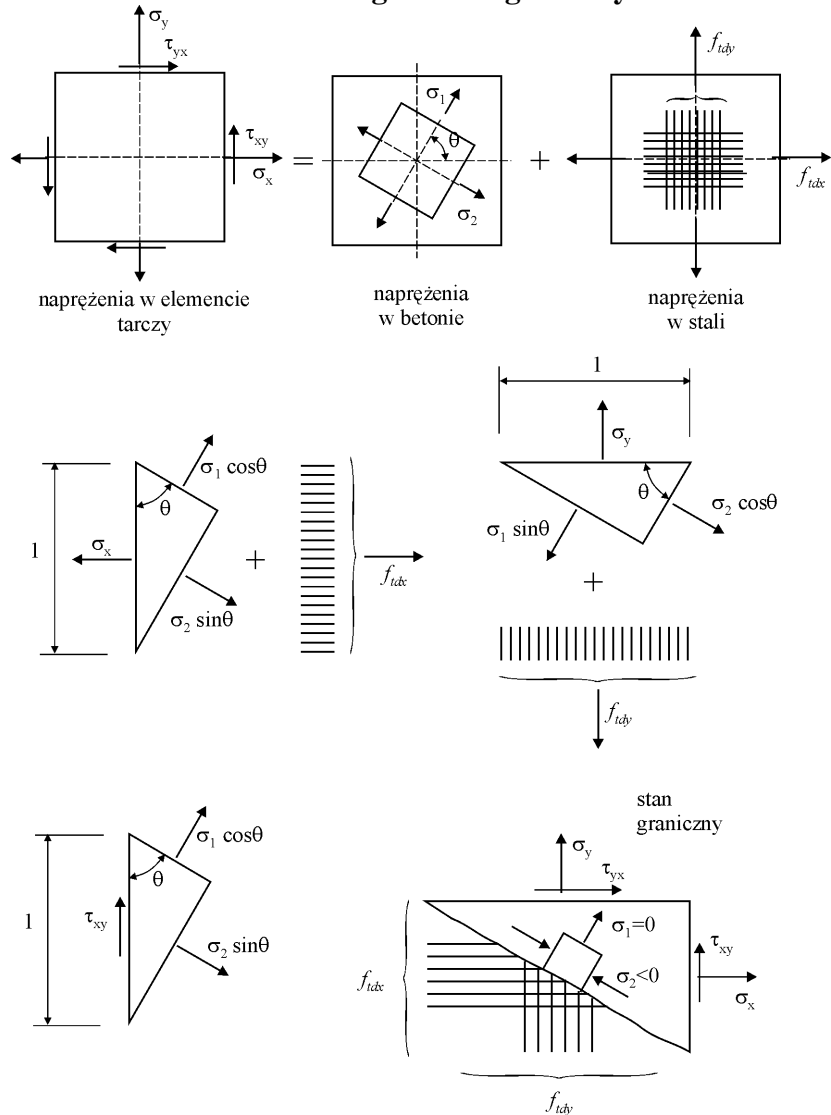 σy
τyx
τxy
σx
=
σ1
θ
σ2
+
ftdy
ftdx
naprężenia w elemencie
tarczy
naprężenia
w betonie
naprężenia
w stali
1
σx
θ
σ1 cosθ
σ2 sinθ
+
ftdx
1
σy
θ
σ1 sinθ
σ2 cosθ
+
ftdy
1
τxy
θ
σ1 cosθ
σ2 sinθ
stan
graniczny
σy
τyx
σ1=0
σ2<0
τxy
σx
ftdx
ftdy